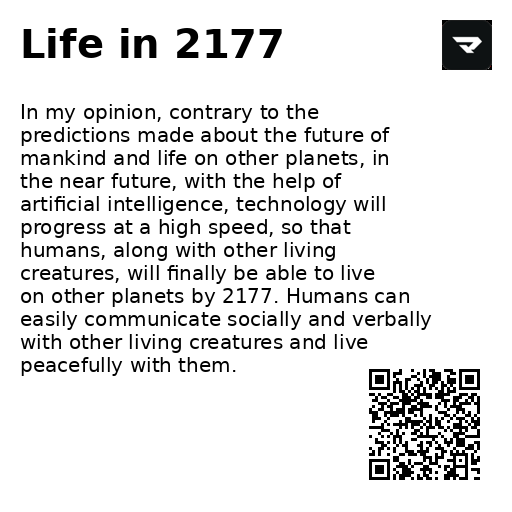 Life in 2177
In my opinion, contrary to the
predictions made about the future of
mankind and life on other planets, in
the near future, with the help of
artificial intelligence, technology will
progress at a high speed, so that
humans, along with other living
creatures, will finally be able to live
on other planets by 2177. Humans can
easily communicate socially and verbally
with other living creatures and live
peacefully with them.